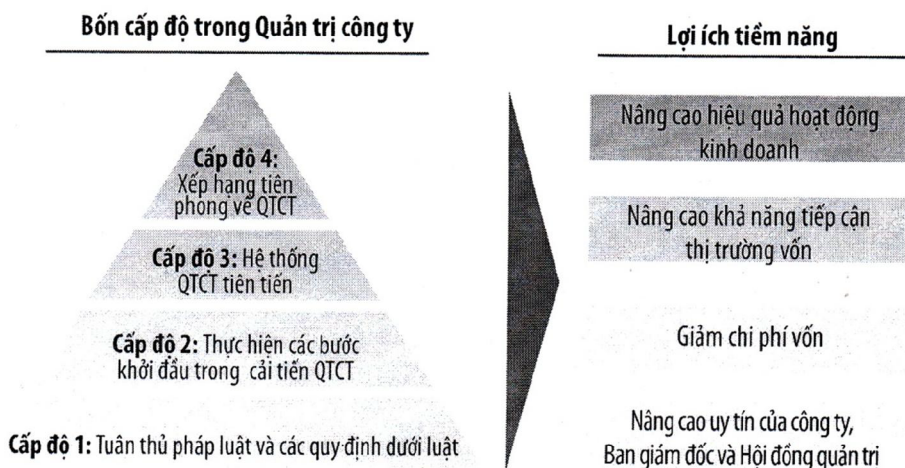 Bốn cấp độ trong Quản trị công ty
Cấp độ 4:
Xếp hạng tiên
phong về QTCT
Cấp độ 3: Hệ thống
QTCT tiên tiến
Cấp độ 2: Thực hiện các bước
khởi đầu trong cải tiến QTCT
Cấp độ 1: Tuân thủ pháp luật và các quy định dưới luật
Lợi ích tiềm năng
Nâng cao hiệu quả hoạt động
kinh doanh
Nâng cao khả năng tiếp cận
thị trường vốn
Giảm chi phí vốn
Nâng cao uy tín của công ty,
Ban giám đốc và Hội đồng quản trị